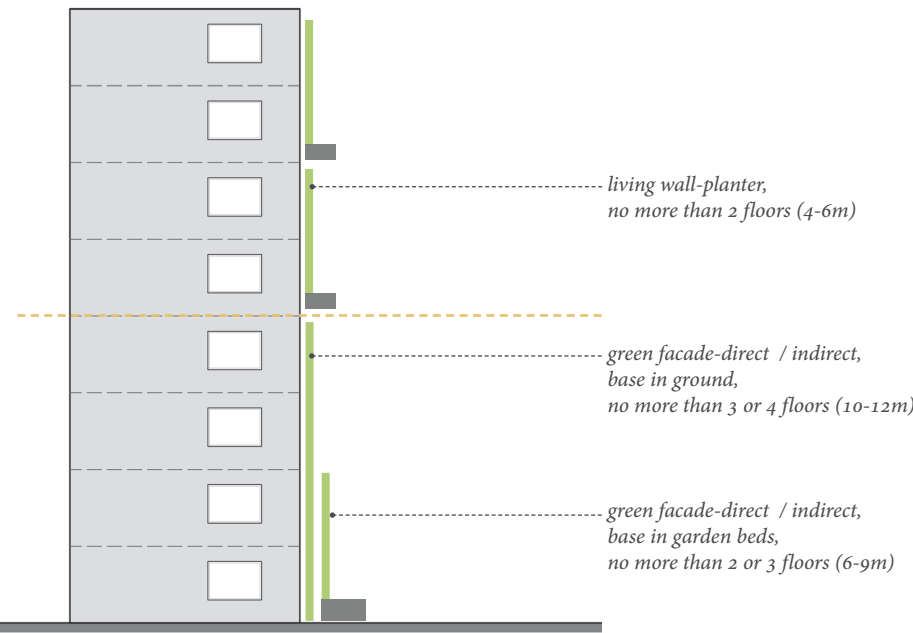 living wall-planter,
no more than 2 floors (4-6m)
green facade-direct / indirect,
base in ground,
no more than 3 or 4 floors (10-12m)
green facade-direct / indirect,
base in garden beds,
no more than 2 or 3 floors (6-9m)